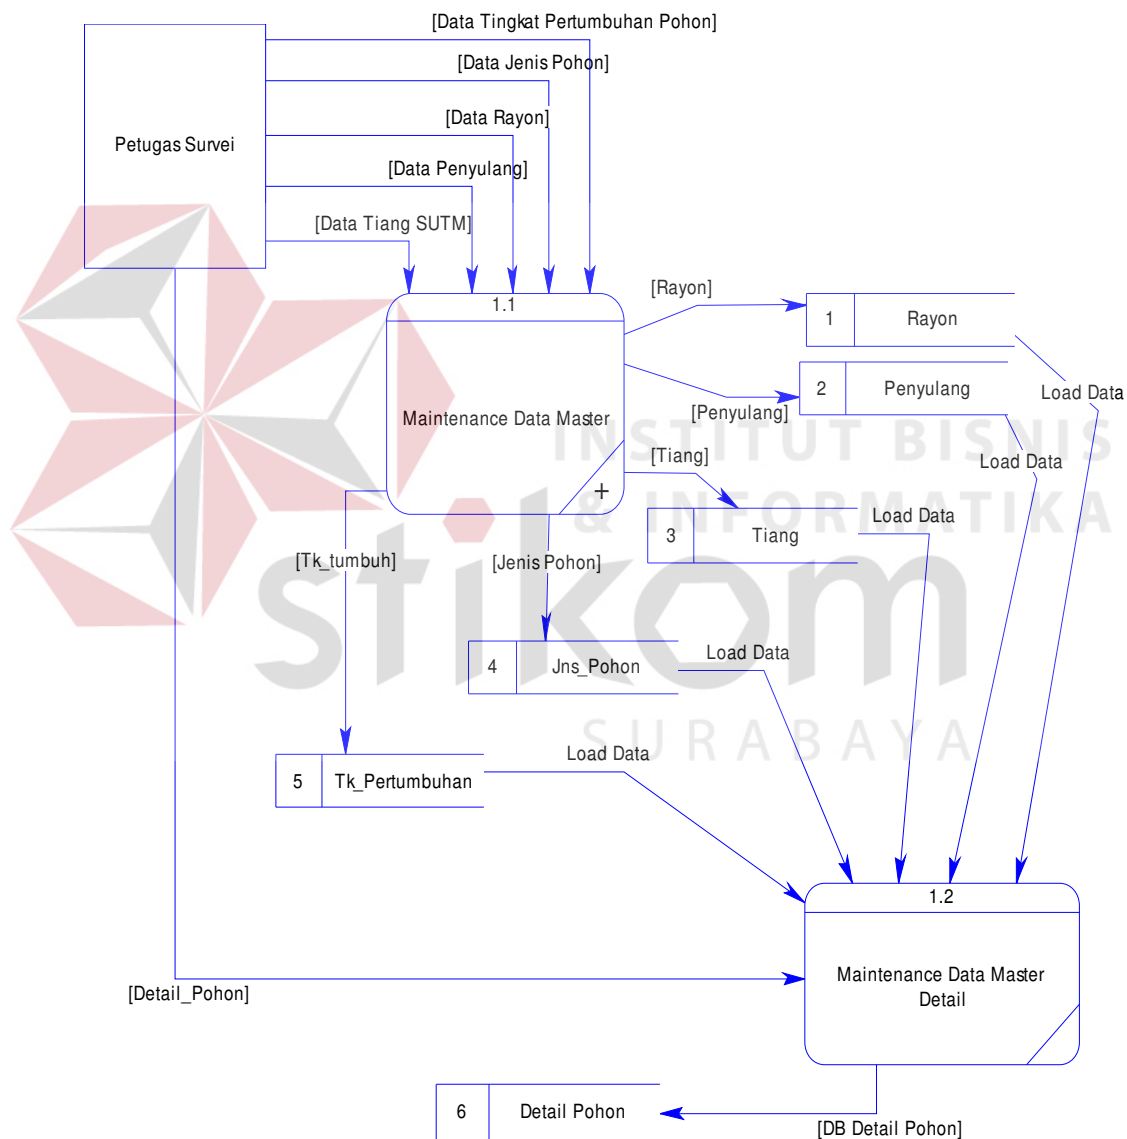 [Data Tingkat Pertumbuhan Pohon]
[Data Jenis Pohon]
[Data Rayon]
Petugas Survei
[Data Penyulang]
[Data Tiang SUTM]
1.1
[Rayon]
1 Rayon
Maintenance Data Master
+
2 Penyulang
Load Data
[Penyulang]
INSTITUT BISNIS
[Tiang]
Load Data
& INFORMATIKA
3 Tiang
Load Data
[Tk_tumbuh]
[Jenis Pohon]
stikom
4 Jns_Pohon
Load Data
SURABAYA
5 Tk_Pertumbuhan
Load Data
1.2
Maintenance Data Master
Detail
[Detail_Pohon]
6 Detail Pohon
[DB Detail Pohon]